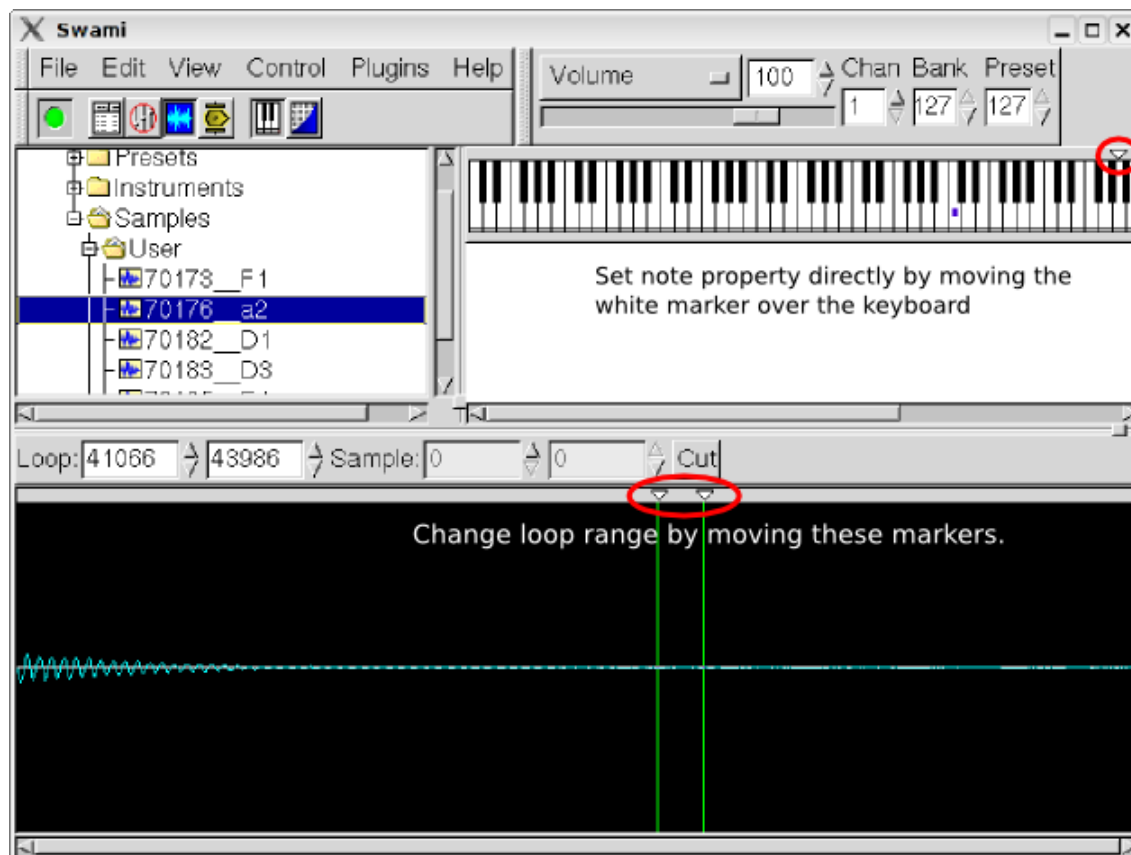 Swami
File Edit View Control Plugins Help
Volume 100 Chan Bank Preset
1 127 127
Presets
Instruments
Samples
User
70173__F1
70176__a2
70182__D1
70183__D3
Set note property directly by moving the
white marker over the keyboard
Loop: 41066 43986 Sample: 0 0 Cut
Change loop range by moving these markers.